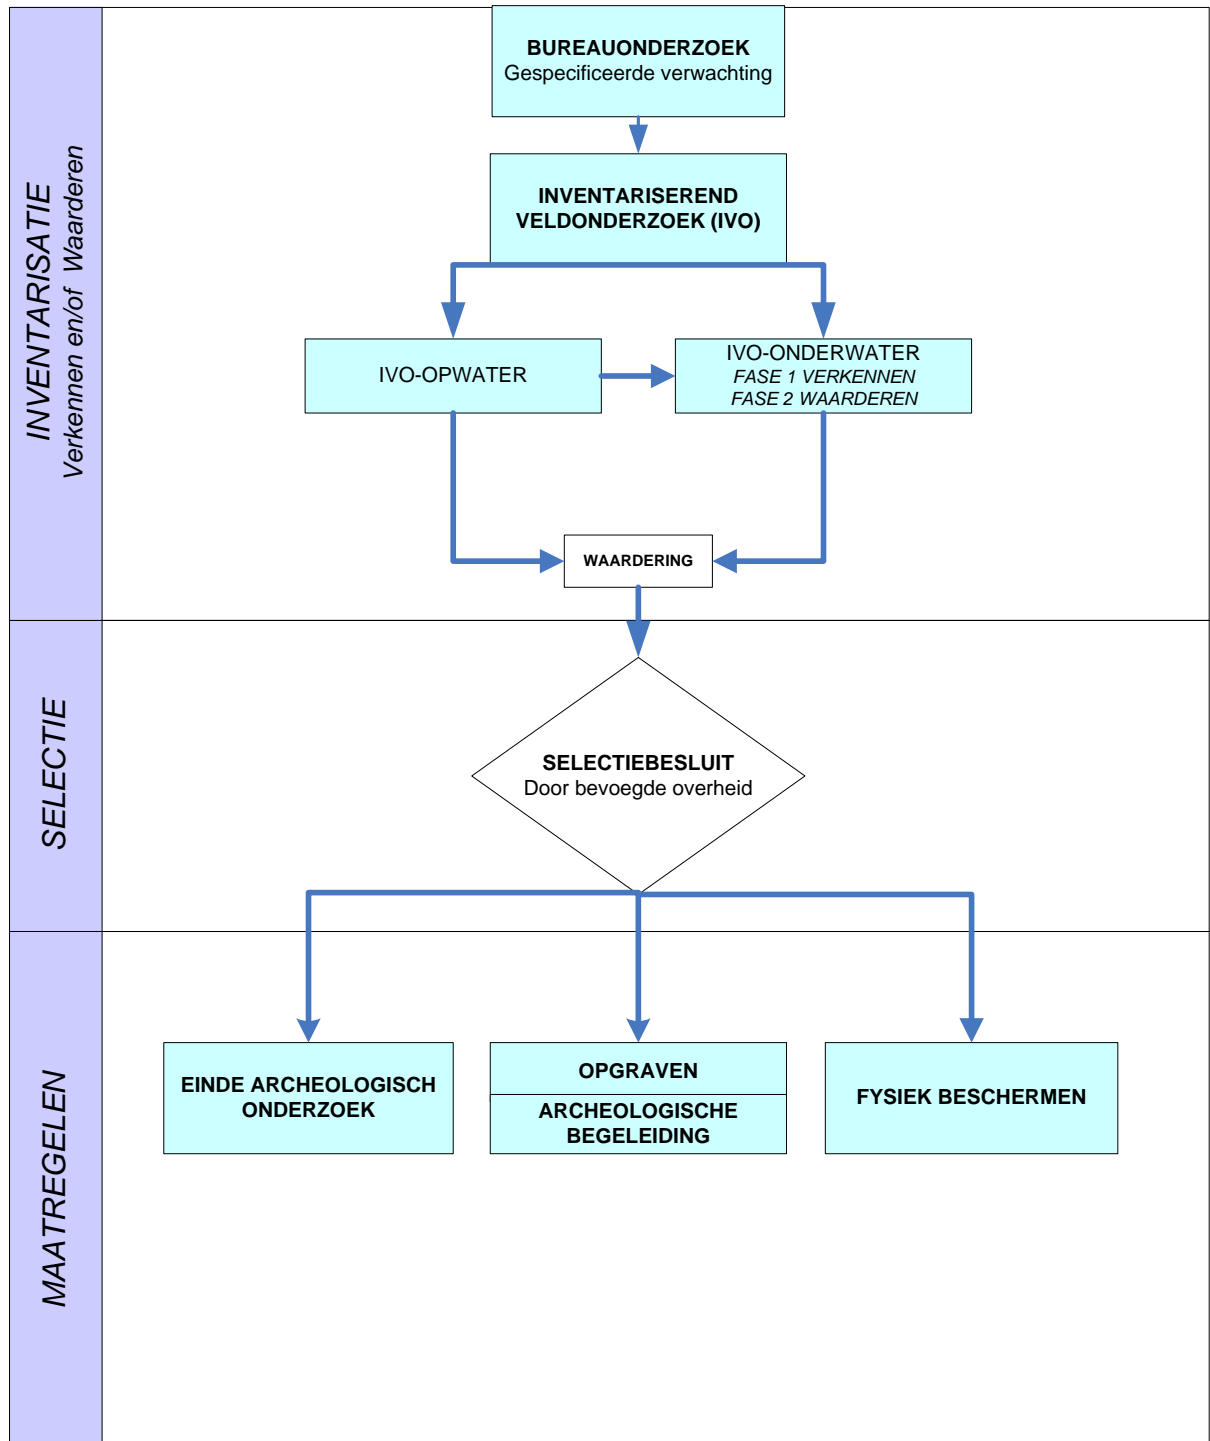 INVENTARISATIE
Verkennen en/of Waarderen
BUREAUONDERZOEK
Gespecificeerde verwachting
INVENTARISEREND
VELDONDERZOEK (IVO)
IVO-OPWATER
IVO-ONDERWATER
FASE 1 VERKENNEN
FASE 2 WAARDEREN
WAARDERING
SELECTIE
SELECTIEBESLUIT
Door bevoegde overheid
MAATREGELEN
EINDE ARCHEOLOGISCH
ONDERZOEK
OPGRAVEN
ARCHEOLOGISCHE
BEGELEIDING
FYSIEK BESCHERMEN